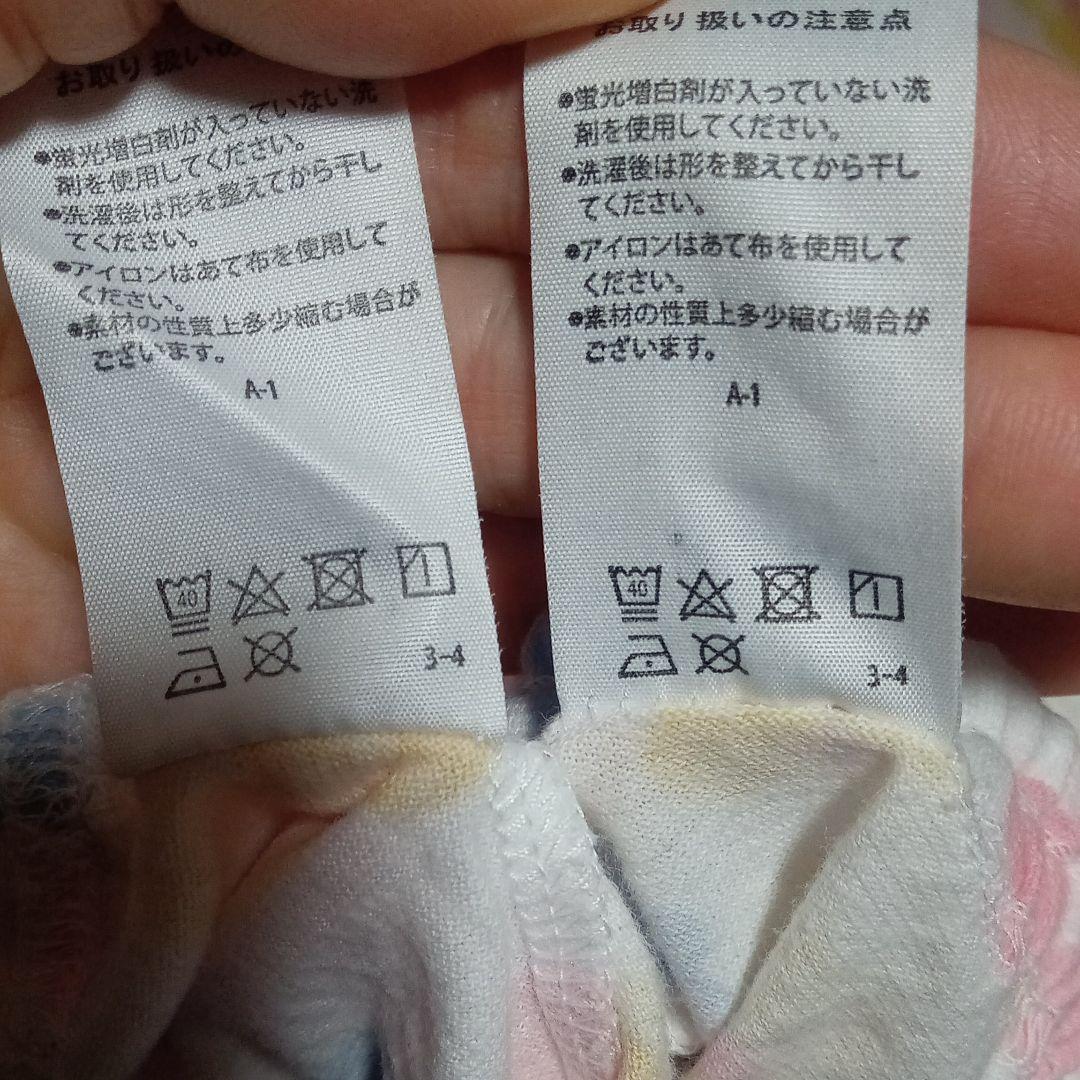 お取り扱いの
●蛍光増白剤が入っていない洗
剤を使用してください。
●洗濯後は形を整えてから干し
てください。
●アイロンはあて布を使用して
ください。
●素材の性質上多少縮む場合が
ございます。
A-1
40
1
3-4
お取り扱いの注意点
●蛍光増白剤が入っていない洗
剤を使用してください。
●洗濯後は形を整えてから干し
てください。
●アイロンはあて布を使用して
ください。
●素材の性質上多少縮む場合が
ございます。
A-1
40
1
3-4